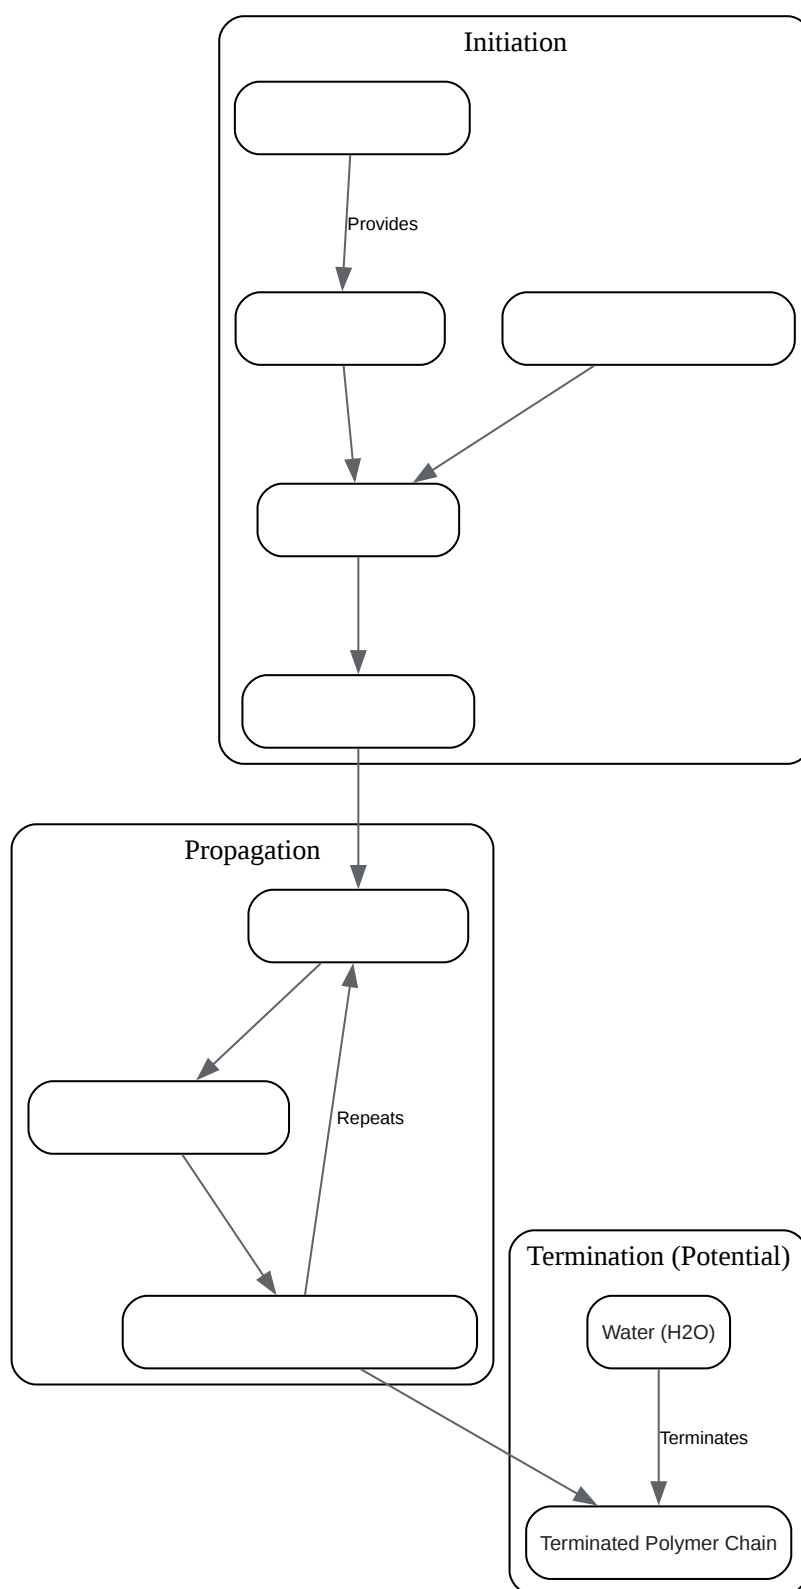 Initiation
Provides
Propagation
Repeats
Termination (Potential)
Water (H2O)
Terminates
Terminated Polymer Chain